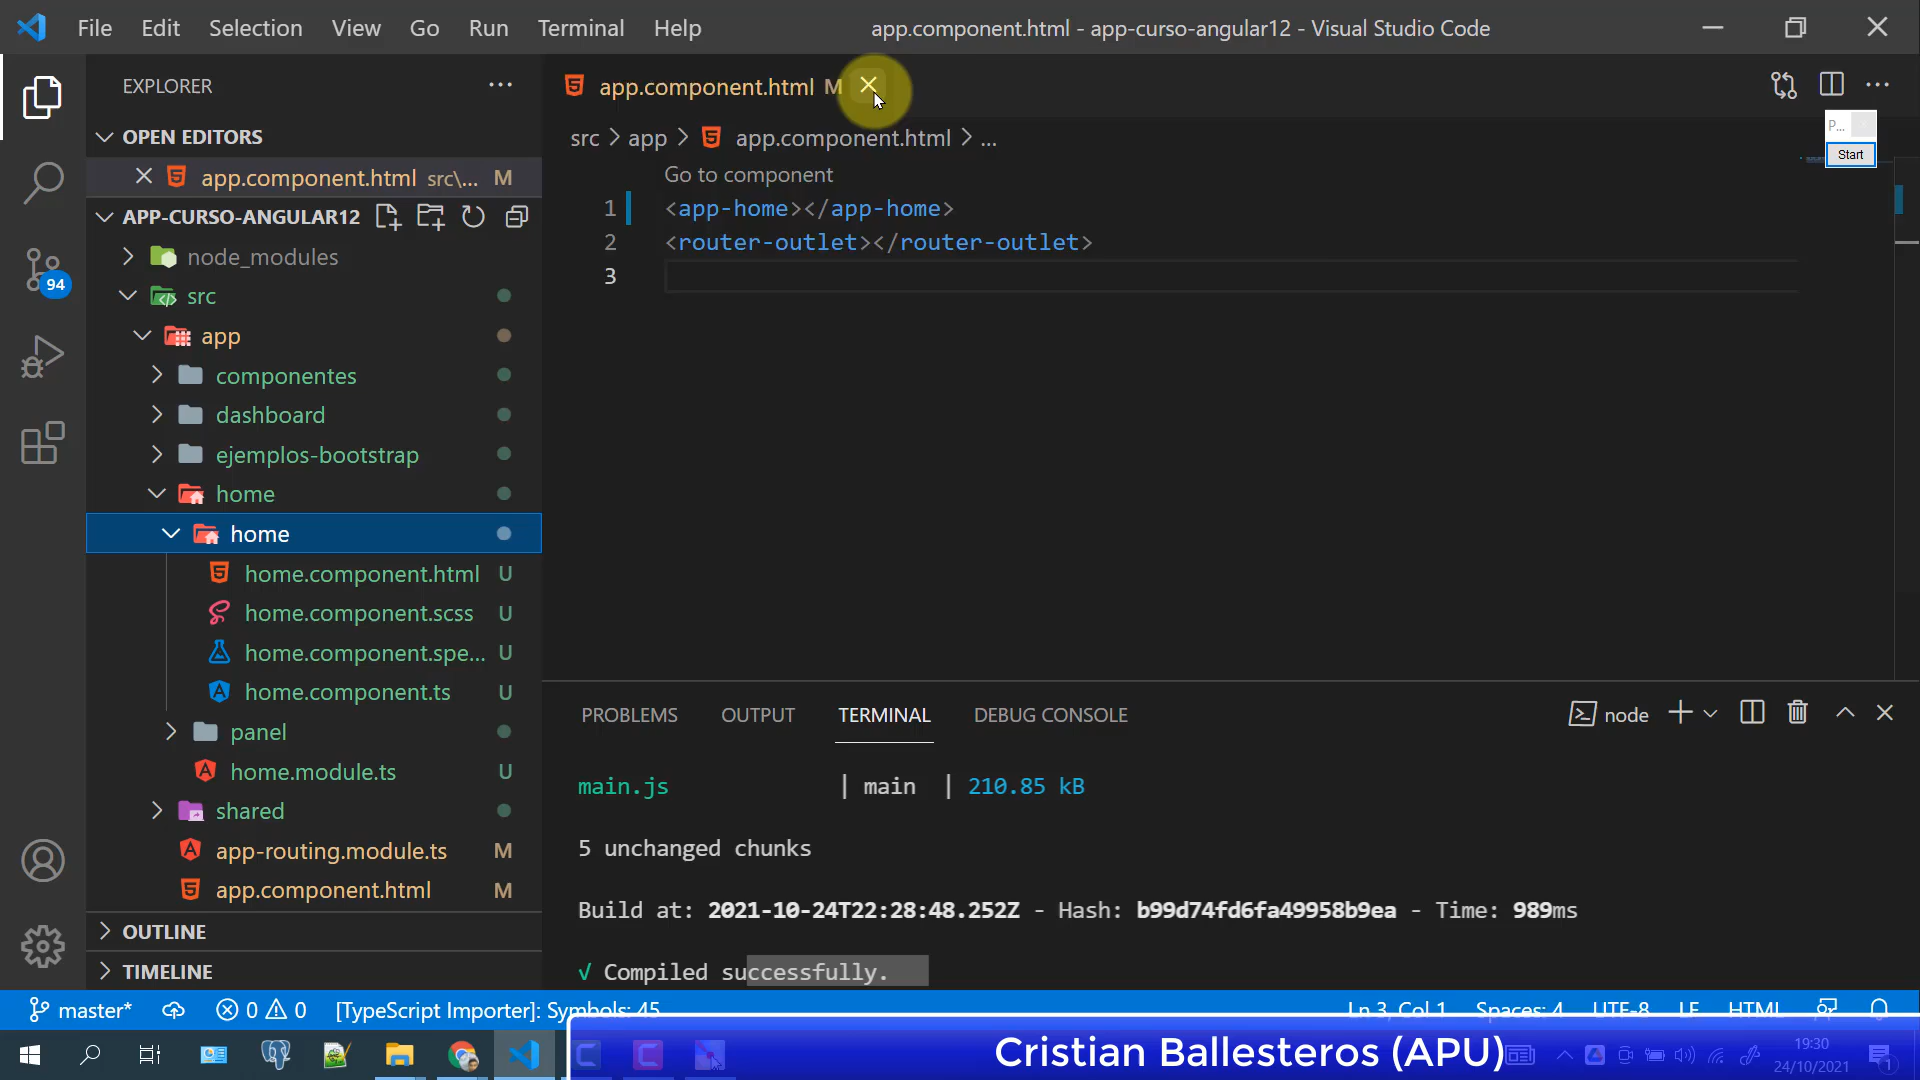 File Edit Selection View Go Run Terminal Help
app.component.html - app-curso-angular12 - Visual Studio Code
EXPLORER
OPEN EDITORS
app.component.html src\... M
APP-CURSO-ANGULAR12
node_modules
src
app
componentes
dashboard
ejemplos-bootstrap
home
home
home.component.html U
home.component.scss U
home.component.spe... U
home.component.ts U
panel
home.module.ts U
shared
app-routing.module.ts M
app.component.html M
OUTLINE
TIMELINE
94
app.component.html M
src > app > app.component.html > ...
P...
Start
Go to component
1 <app-home></app-home>
2 <router-outlet></router-outlet>
3
PROBLEMS OUTPUT TERMINAL DEBUG CONSOLE
node
main.js | main | 210.85 kB
5 unchanged chunks
Build at: 2021-10-24T22:28:48.252Z - Hash: b99d74fd6fa49958b9ea - Time: 989ms
√ Compiled successfully.
master* 0 0 [TypeScript Importer]: Symbols: 45
Ln 3, Col 1 Spaces: 4 UTF-8 LF HTML
Cristian Ballesteros (APU)
19:30
24/10/2021
1